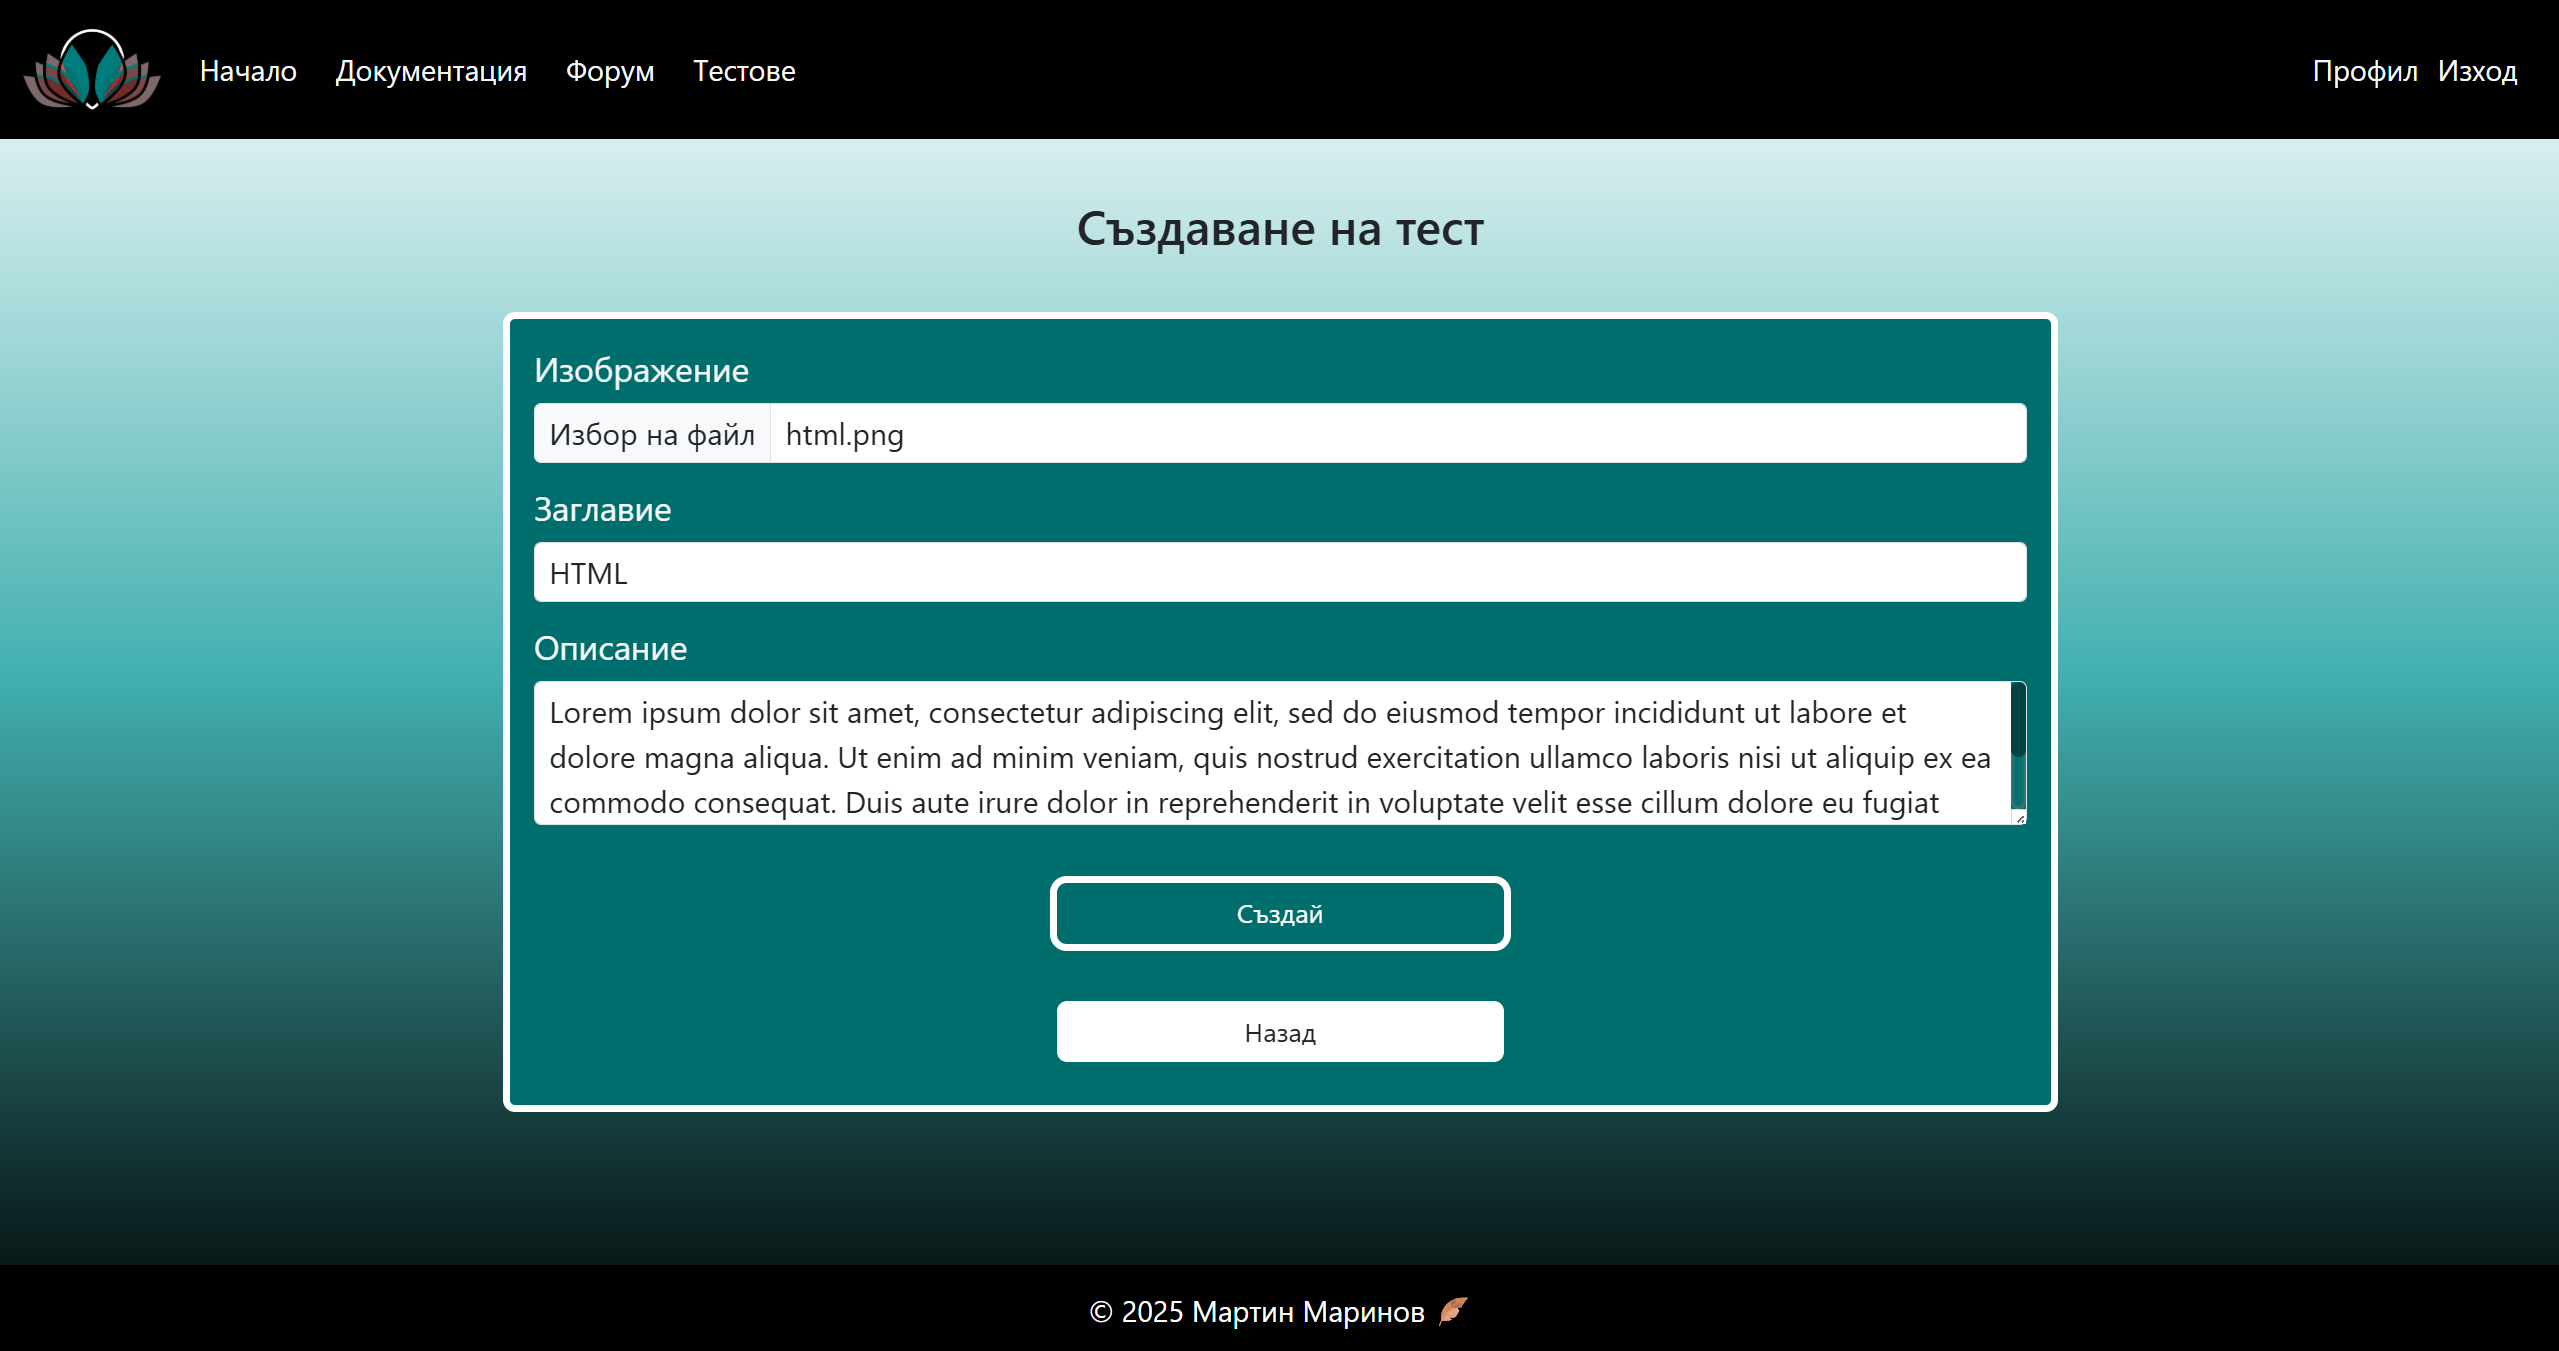 Начало Документация Форум Тестове Профил Изход
Създаване на тест
Изображение
Избор на файл html.png
Заглавие
HTML
Описание
Lorem ipsum dolor sit amet, consectetur adipiscing elit, sed do eiusmod tempor incididunt ut labore et
dolore magna aliqua. Ut enim ad minim veniam, quis nostrud exercitation ullamco laboris nisi ut aliquip ex ea
commodo consequat. Duis aute irure dolor in reprehenderit in voluptate velit esse cillum dolore eu fugiat
Създай
Назад
© 2025 Мартин Маринов 🪶